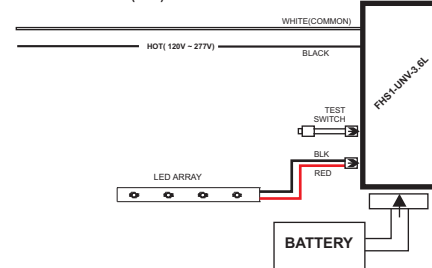 WHITE(COMMON)
HOT( 120V ~ 277V)
BLACK
FHS1-UNV-3.6L
TEST
SWITCH
BLK
RED
LED ARRAY
BATTERY